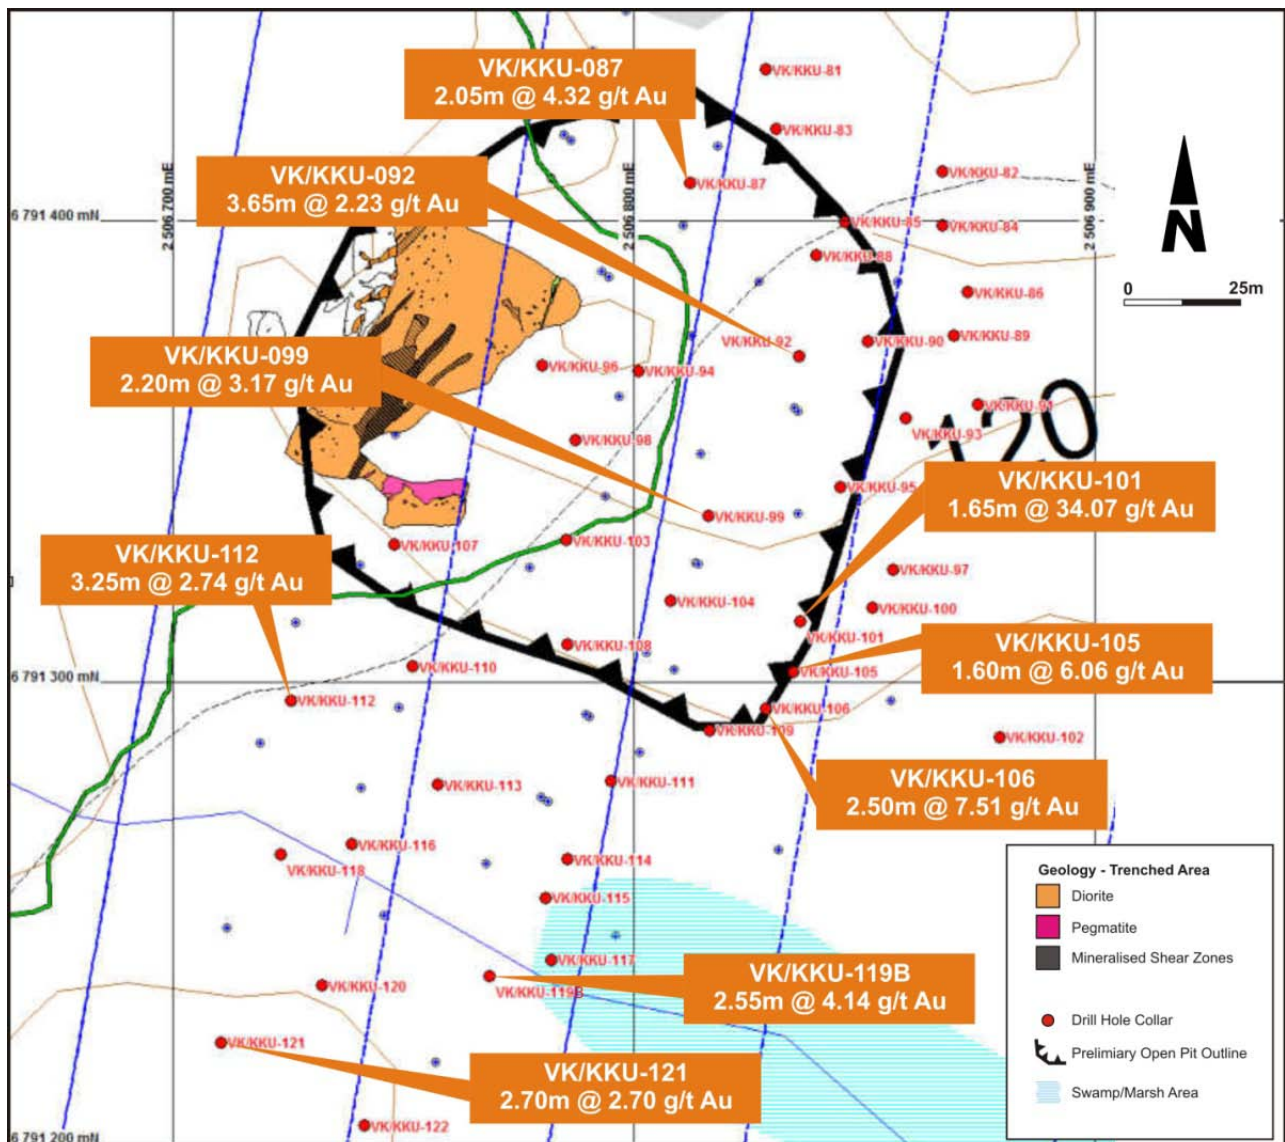 VK/KKU-087
2.05m @ 4.32 g/t Au
VK/KKU-81
VK/KKU-83
VK/KKU-82
VK/KKU-87
VK/KKU-092
3.65m @ 2.23 g/t Au
2 506 700 mE
2 506 800 mE
2 506 900 mE
6 791 400 mN
VK/KKU-85
VK/KKU-84
N
VK/KKU-88
VK/KKU-86
0 25m
VK/KKU-92
VK/KKU-90
VK/KKU-89
VK/KKU-099
2.20m @ 3.17 g/t Au
VK/KKU-96
VK/KKU-94
VK/KKU-91
120
VK/KKU-93
VK/KKU-98
VK/KKU-101
1.65m @ 34.07 g/t Au
VK/KKU-95
VK/KKU-99
VK/KKU-107
VK/KKU-103
VK/KKU-112
3.25m @ 2.74 g/t Au
VK/KKU-97
VK/KKU-104
VK/KKU-100
VK/KKU-101
VK/KKU-105
1.60m @ 6.06 g/t Au
VK/KKU-108
VK/KKU-110
VK/KKU-105
6 791 300 mN
VK/KKU-112
VK/KKU-106
VK/KKU-109
VK/KKU-102
VK/KKU-106
2.50m @ 7.51 g/t Au
VK/KKU-113
VK/KKU-111
VK/KKU-116
VK/KKU-118
VK/KKU-114
VK/KKU-115
VK/KKU-117
VK/KKU-119B
2.55m @ 4.14 g/t Au
VK/KKU-120
VK/KKU-119B
VK/KKU-121
VK/KKU-121
2.70m @ 2.70 g/t Au
VK/KKU-122
6 791 200 mN
Geology - Trenched Area
Diorite
Pegmatite
Mineralised Shear Zones
Drill Hole Collar
Prelimiary Open Pit Outline
Swamp/Marsh Area